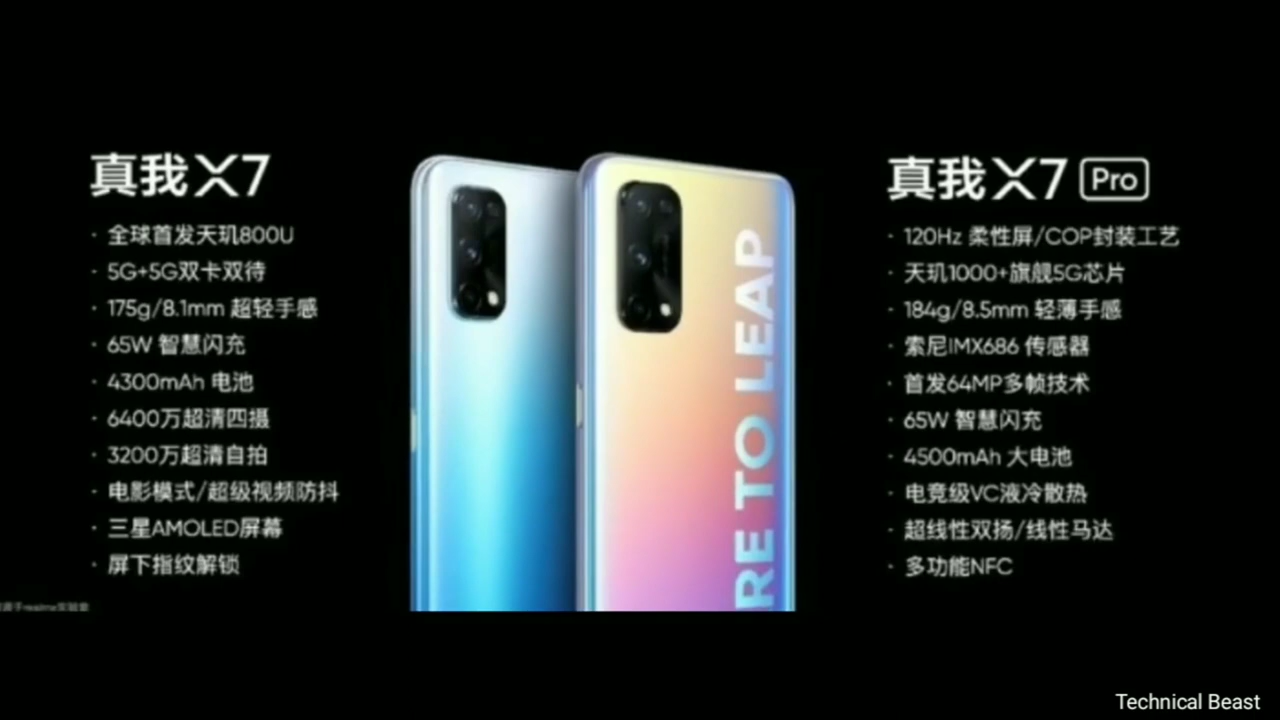 真我X7
· 全球首发天玑800U
· 5G+5G双卡双待
· 175g/8.1mm 超轻手感
· 65W 智慧闪充
· 4300mAh 电池
· 6400万超清四摄
· 3200万超清自拍
· 电影模式/超级视频防抖
· 三星AMOLED屏幕
· 屏下指纹解锁
RE TO LEAP
真我X7 Pro
· 120Hz 柔性屏/COP封装工艺
· 天玑1000+旗舰5G芯片
· 184g/8.5mm 轻薄手感
· 索尼IMX686 传感器
· 首发64MP多帧技术
· 65W 智慧闪充
· 4500mAh 大电池
· 电竞级VC液冷散热
· 超线性双扬/线性马达
· 多功能NFC
Technical Beast